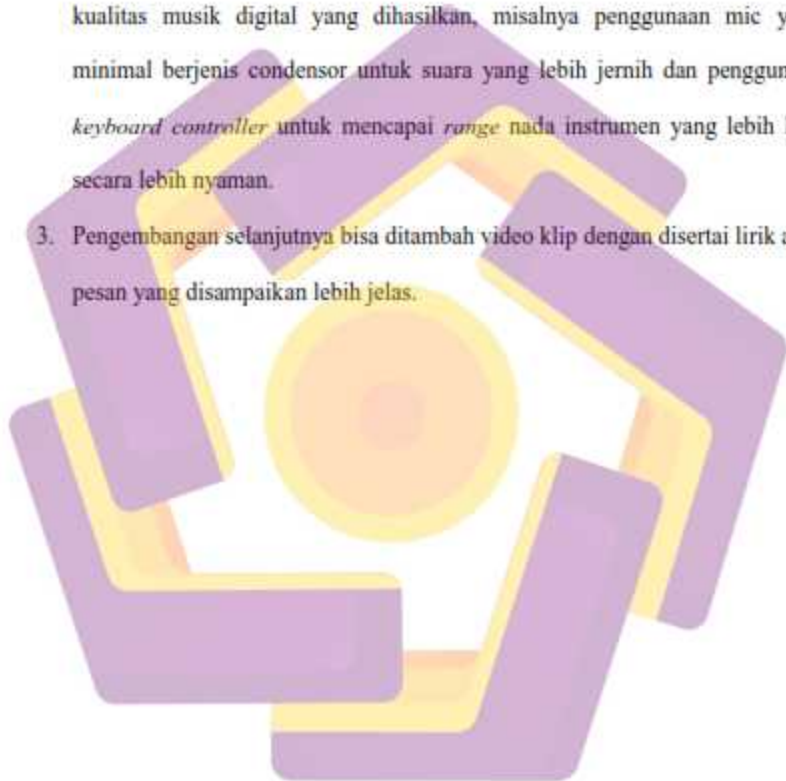 kualitas musik digital yang dihasilkan, misalnya penggunaan mic
minimal berjenis condensor untuk suara yang lebih jernih dan
keyboard controller untuk mencapai range nada instrumen yang lebih
secara lebih nyaman.
3. Pengembangan selanjutnya bisa ditambah video klip dengan disertai lirik
pesan yang disampaikan lebih jelas.